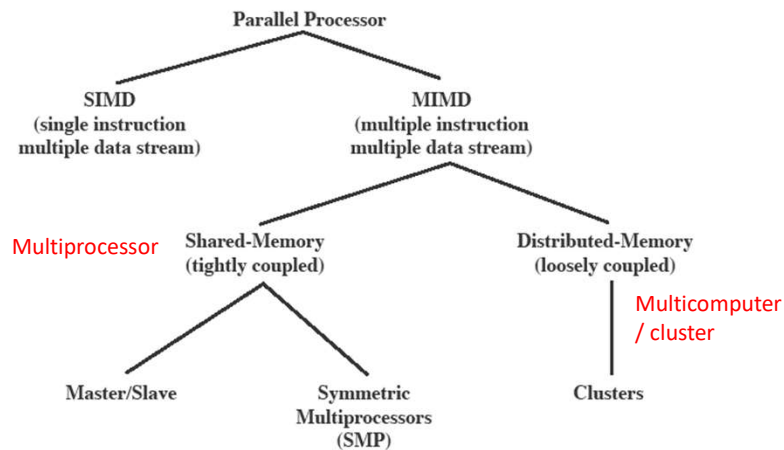 Parallel Processor
SIMD
(single instruction
multiple data stream)
MIMD
(multiple instruction
multiple data stream)
Multiprocessor
Shared-Memory
(tightly coupled)
Distributed-Memory
(loosely coupled)
Multicomputer
/ cluster
Master/Slave
Symmetric
Multiprocessors
(SMP)
Clusters